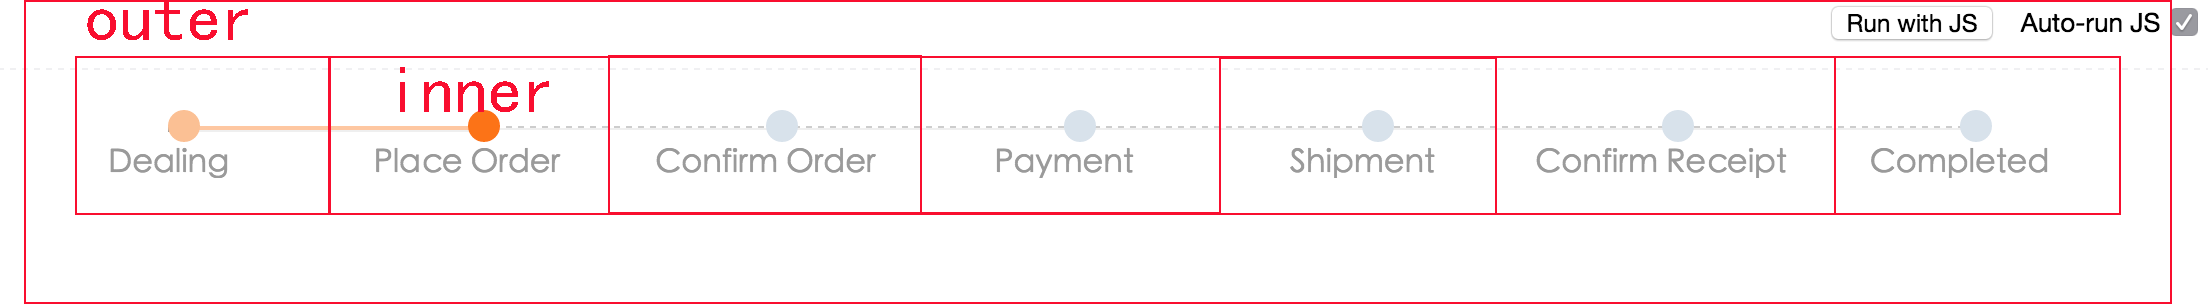 outer
Run with JS
Auto-run JS
inner
Dealing
Place Order
Confirm Order
Payment
Shipment
Confirm Receipt
Completed